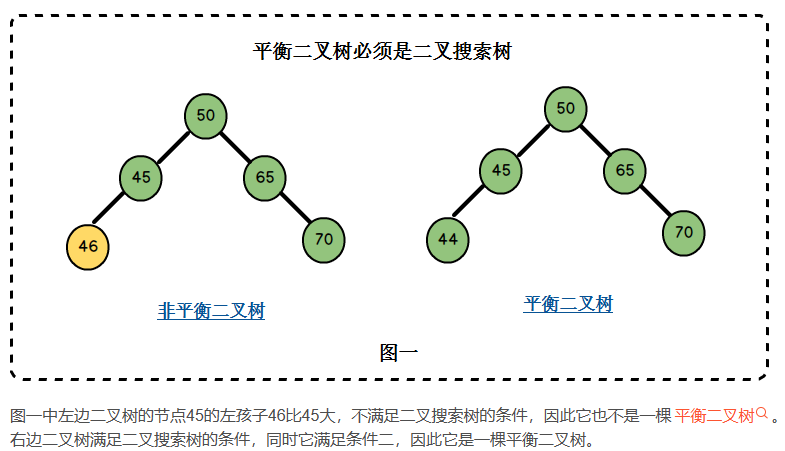 平衡二叉树必须是二叉搜索树
50
50
45
65
45
65
46
70
44
70
非平衡二叉树
平衡二叉树
图一
图一中左边二叉树的节点45的左孩子46比45大，不满足二叉搜索树的条件，因此它也不是一棵 平衡二叉树。
右边二叉树满足二叉搜索树的条件，同时它满足条件二，因此它是一棵平衡二叉树。